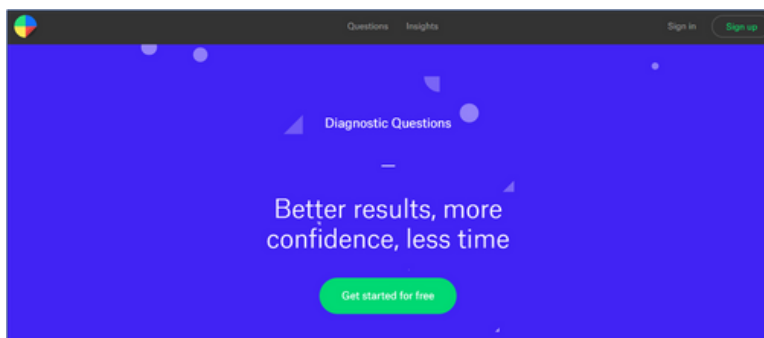 Questions Insights Sign in Sign up
Diagnostic Questions
Better results, more
confidence, less time
Get started for free